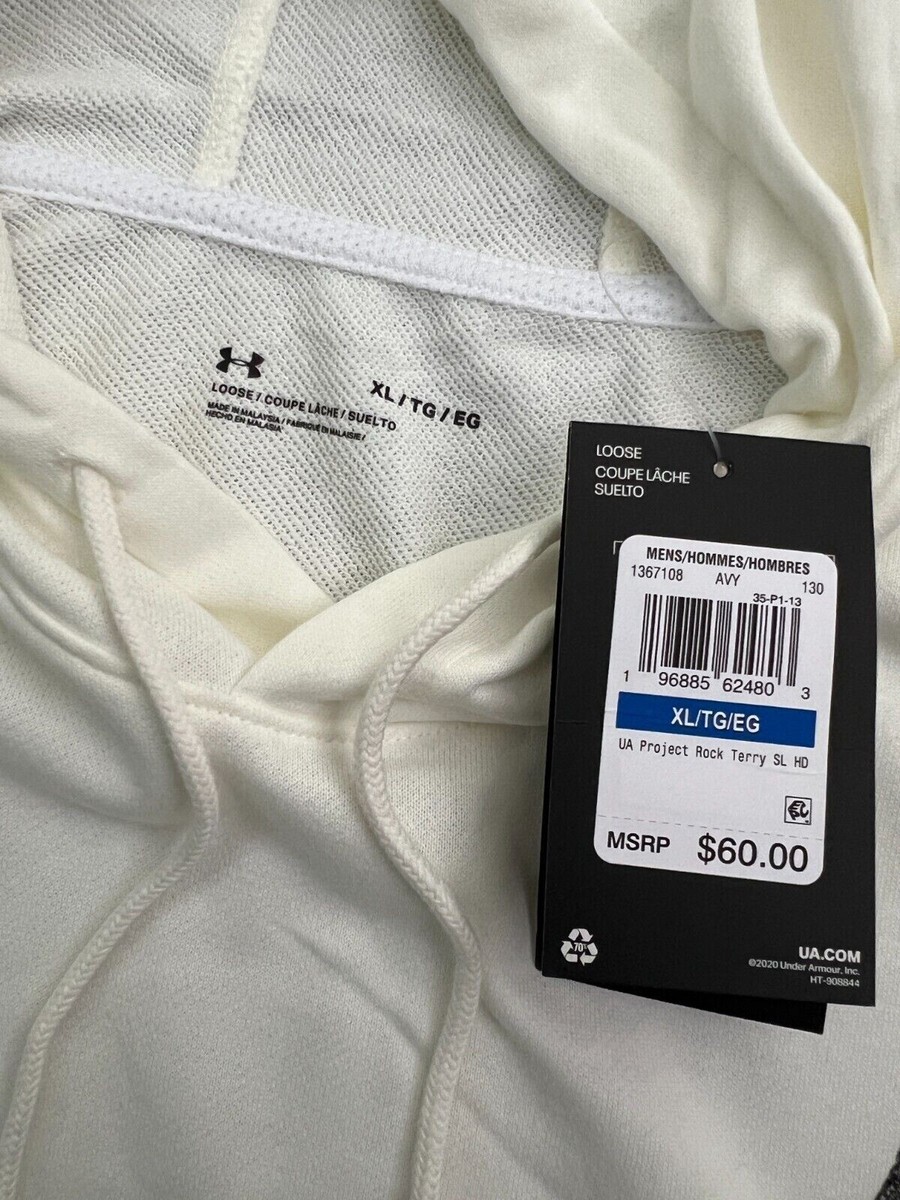 LOOSE / COUPE LÂCHE / SUELTO
MADE IN MALAYSIA / FABRIQUÉ EN MALAISIE /
HECHO EN MALASIA
XL / TG / EG
LOOSE
COUPE LÂCHE
SUELTO
MENS/HOMMES/HOMBRES
1367108 AVY 130
35-P1-13
1 96885 62480 3
XL/TG/EG
UA Project Rock Terry SL HD
MSRP $60.00
70%
UA.COM
©2020 Under Armour, Inc.
HT-908844